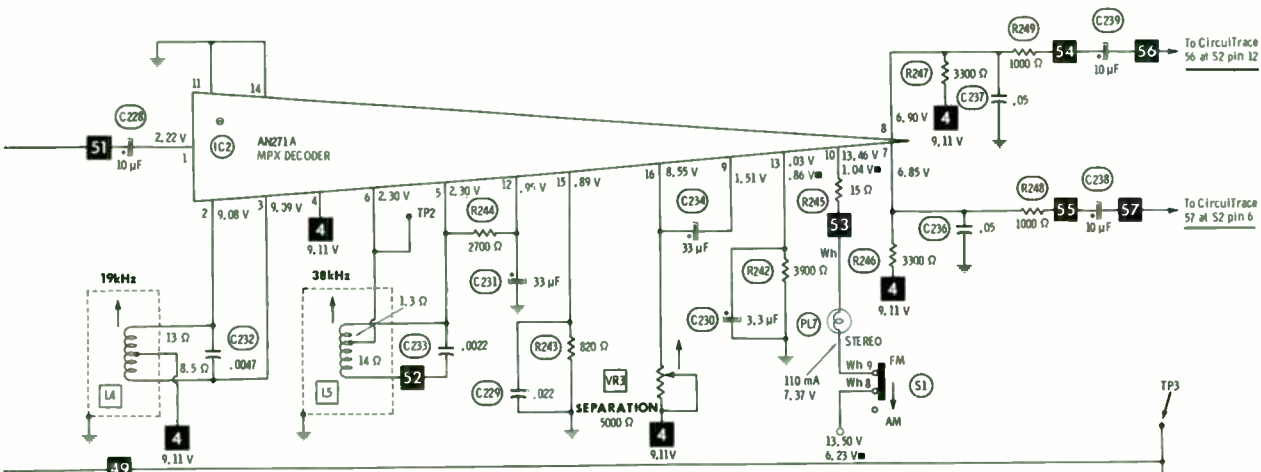 R249
C239
1000 Ω
54
10 µF
56
To CircuiTrace
56 at S2 pin 12
R247
3300 Ω
C237
.05
6.90 V
4
9.11 V
11
14
8
7
6.85 V
51
C228
10 µF
2.22 V
1
IC2
AN271A
MPX DECODER
2
9.08 V
3
9.09 V
4
4
9.11 V
6
2.30 V
TP2
5
2.30 V
R244
2700 Ω
12
.95 V
C231
33 µF
15
.89 V
16
8.55 V
C234
33 µF
9
1.51 V
13
.03 V
.86 V
10
13.46 V
1.04 V
15 Ω
R245
53
Wh
R246
3300 Ω
4
9.11 V
C236
.05
R248
1000 Ω
55
C238
10 µF
57
To CircuiTrace
57 at S2 pin 6
19kHz
13 Ω
8.5 Ω
C232
.0047
L4
4
9.11 V
38kHz
1.3 Ω
14 Ω
C233
.0022
52
L5
R243
820 Ω
C229
.022
VR3
SEPARATION
5000 Ω
4
9.11V
R242
3900 Ω
C230
3.3 µF
PL7
STEREO
110 mA
7.37 V
Wh 9
FM
Wh 8
S1
AM
13.50 V
6.23 V
TP3
49